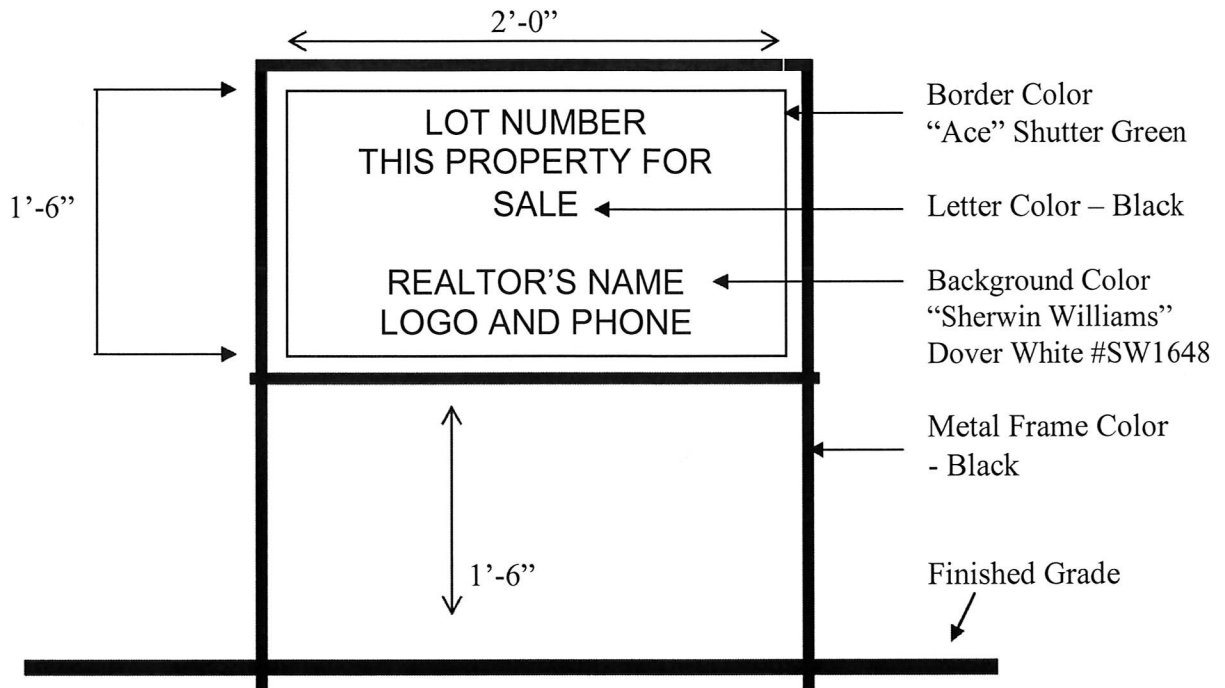 2’-0”
LOT NUMBER
THIS PROPERTY FOR
SALE
REALTOR’S NAME
LOGO AND PHONE
1’-6”
1’-6”
Border Color
“Ace” Shutter Green
Letter Color – Black
Background Color
“Sherwin Williams”
Dover White #SW1648
Metal Frame Color
- Black
Finished Grade